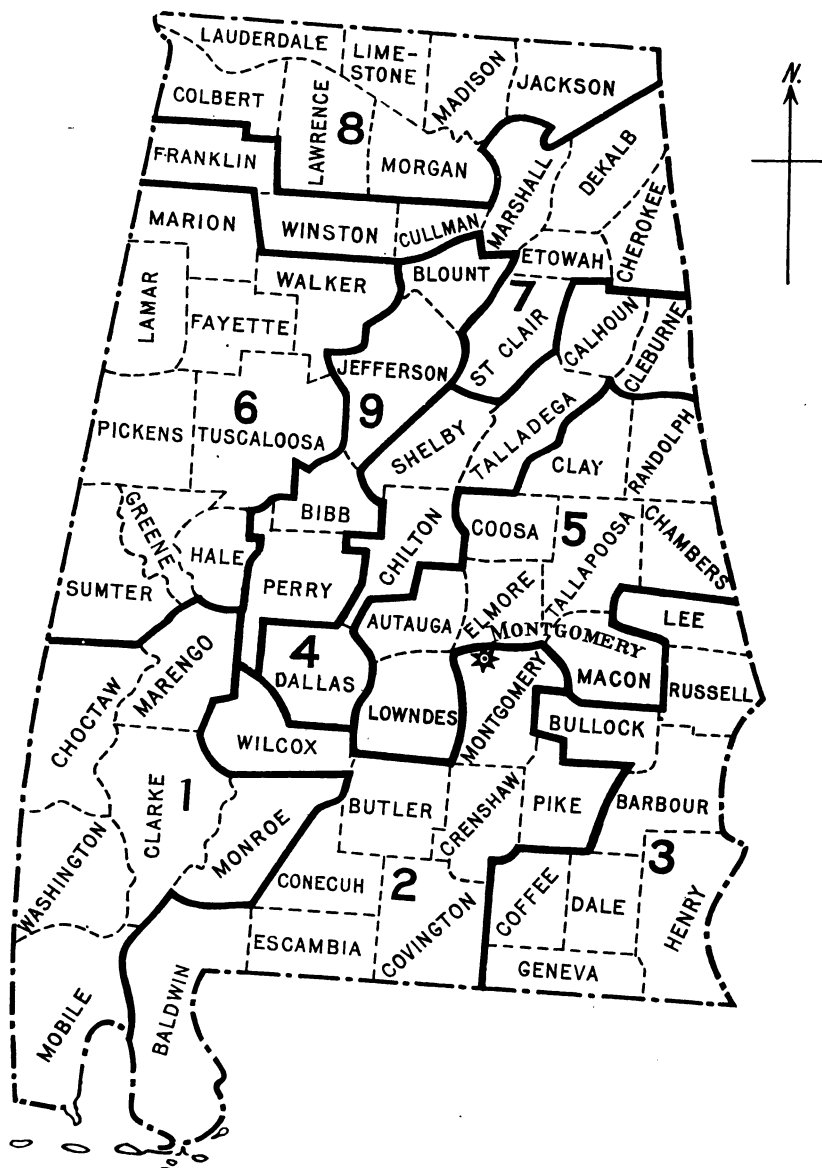 LAUDERDALE
LIME-
STONE
MADISON
JACKSON
N.
COLBERT
LAWRENCE
8
FRANKLIN
MORGAN
MARSHALL
DEKALB
CHEROKEE
MARION
WINSTON
CULLMAN
ETOWAH
BLOUNT
WALKER
7
LAMAR
FAYETTE
ST CLAIR
CALHOUN
CLEBURNE
JEFFERSON
6
9
PICKENS
TUSCALOOSA
SHELBY
TALLADEGA
CLAY
RANDOLPH
GREENE
BIBB
COOSA
5
CHAMBERS
HALE
CHILTON
TALLAPOOSA
SUMTER
PERRY
ELMORE
LEE
AUTAUGA
MONTGOMERY
4
MARENGO
DALLAS
MACON
RUSSELL
CHOCTAW
LOWNDES
MONTGOMERY
BULLOCK
WILCOX
1
CLARKE
BUTLER
CRENSHAW
PIKE
BARBOUR
MONROE
3
WASHINGTON
CONECUH
2
COFFEE
DALE
HENRY
ESCAMBIA
COVINGTON
GENEVA
MOBILE
BALDWIN